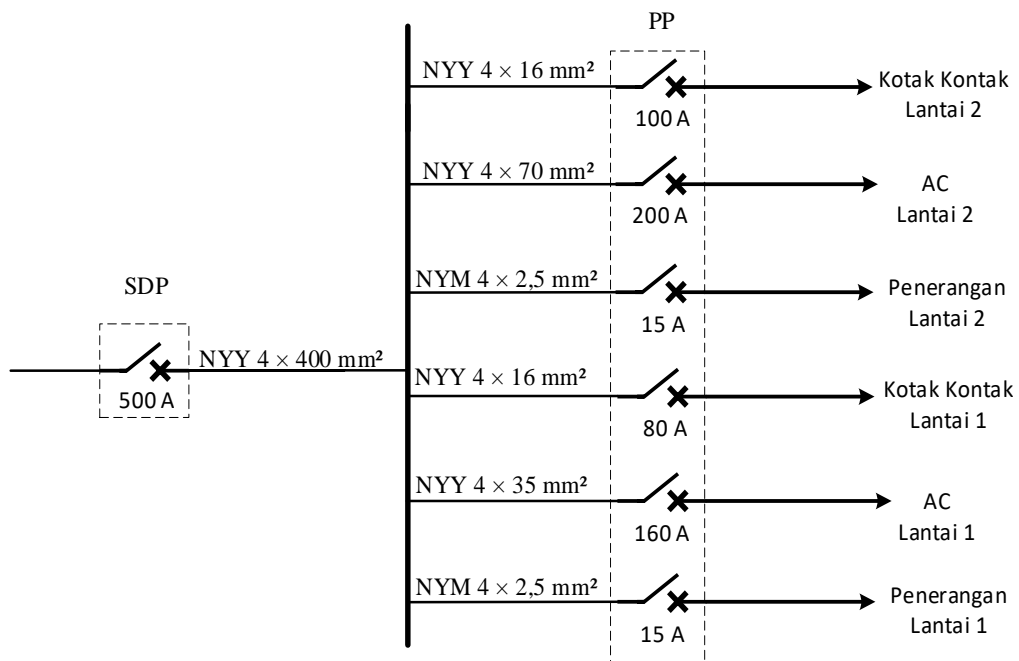 PP
NYY 4 × 16 mm²
100 A
Kotak Kontak
Lantai 2
NYY 4 × 70 mm²
200 A
AC
Lantai 2
NYM 4 × 2,5 mm²
15 A
Penerangan
Lantai 2
SDP
500 A
NYY 4 × 400 mm²
NYY 4 × 16 mm²
80 A
Kotak Kontak
Lantai 1
NYY 4 × 35 mm²
160 A
AC
Lantai 1
NYM 4 × 2,5 mm²
15 A
Penerangan
Lantai 1